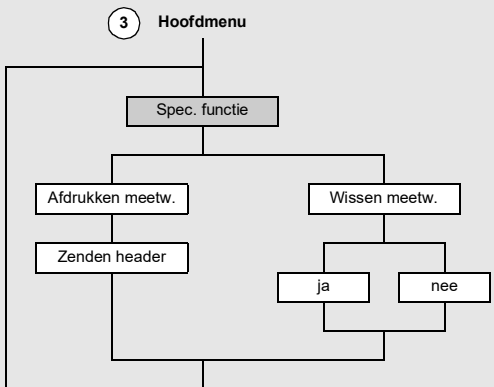 3 Hoofdmenu
Spec. functie
Afdrukken meetw.
Wissen meetw.
Zenden header
ja
nee